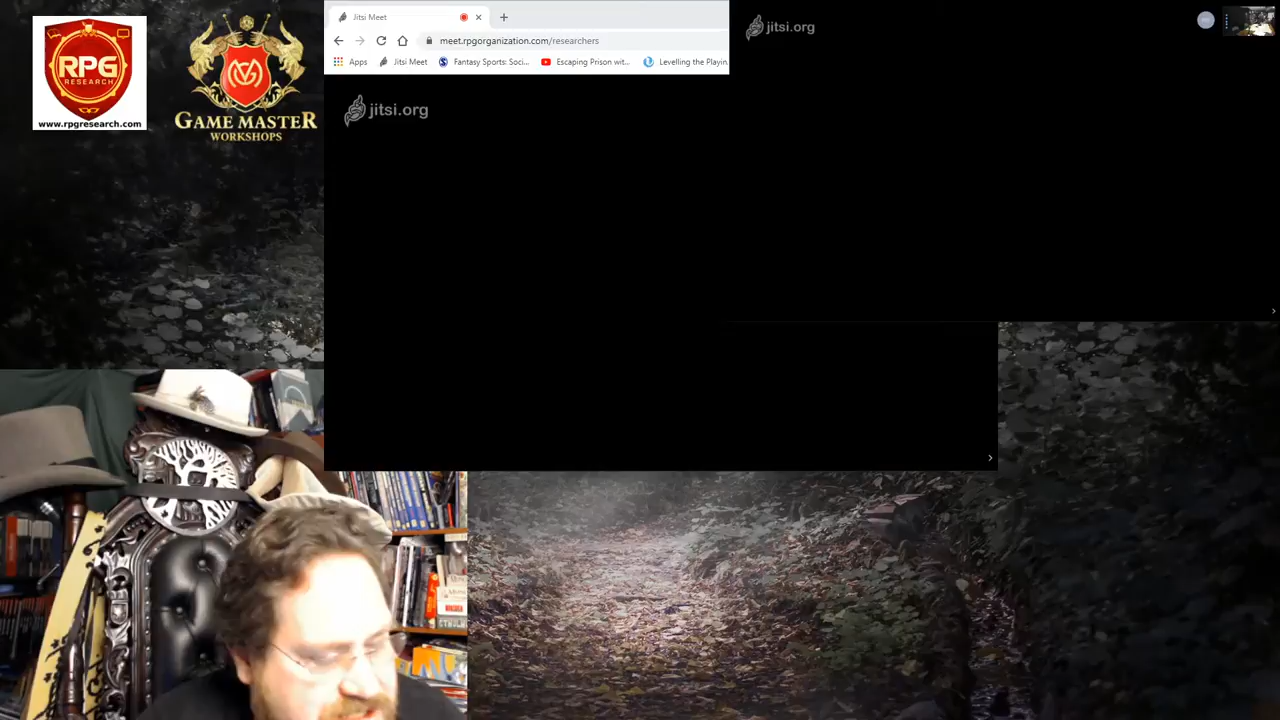 RPG
RESEARCH
www.rpgresearch.com
GAME MASTER
WORKSHOPS
Jitsi Meet
meet.rpgorganization.com/researchers
Apps
Jitsi Meet
Fantasy Sports: Soci...
Escaping Prison wit...
Levelling the Playin.
jitsi.org
jitsi.org